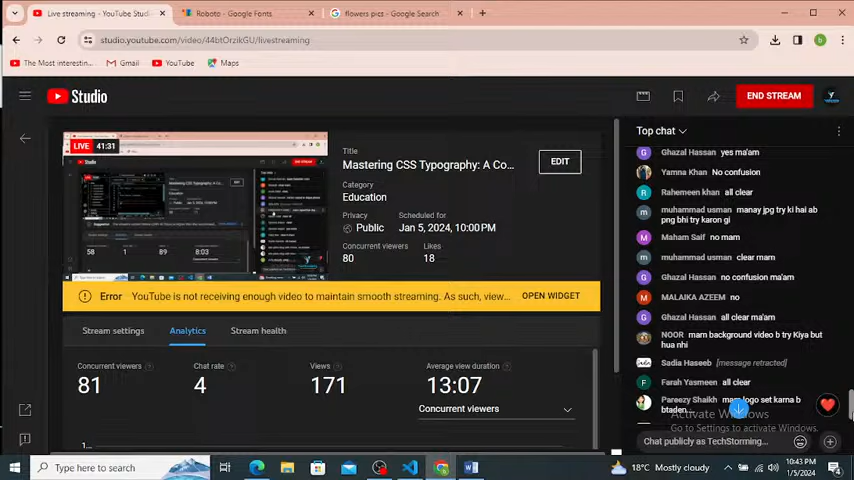 Live streaming - YouTube Studio
Roboto - Google Fonts
flowers pics - Google Search
studio.youtube.com/video/44btOrzikGU/livestreaming
b
The Most interestin...
Gmail
YouTube
Maps
Studio
END STREAM
LIVE 41:31
Title
Mastering CSS Typography: A Co...
EDIT
Category
Education
Privacy
Scheduled for
Public
Jan 5, 2024, 10:00 PM
Concurrent viewers
Likes
80
18
Error YouTube is not receiving enough video to maintain smooth streaming. As such, view... OPEN WIDGET
Stream settings
Analytics
Stream health
Concurrent viewers
Chat rate
Views
Average view duration
81
4
171
13:07
Concurrent viewers
1...
Top chat
Ghazal Hassan yes ma'am
Yamna Khan No confusion
Rahemeen khan all clear
muhammad usman manay jpg try ki hai ab
png bhi try karon gi
Maham Saif no mam
muhammad usman clear mam
Ghazal Hassan no confusion ma'am
MALAIKA AZEEM no
Ghazal Hassan all clear ma'am
NOOR mam background video b try Kiya but
hua nhi
Sadia Haseeb [message retracted]
Farah Yasmeen all clear
Pareezy Shaikh mam logo set karna b
btaden
Activate Windows
Go to Settings to activate Windows.
Chat publicly as TechStorming...
Type here to search
18°C Mostly cloudy
10:43 PM
1/5/2024
4